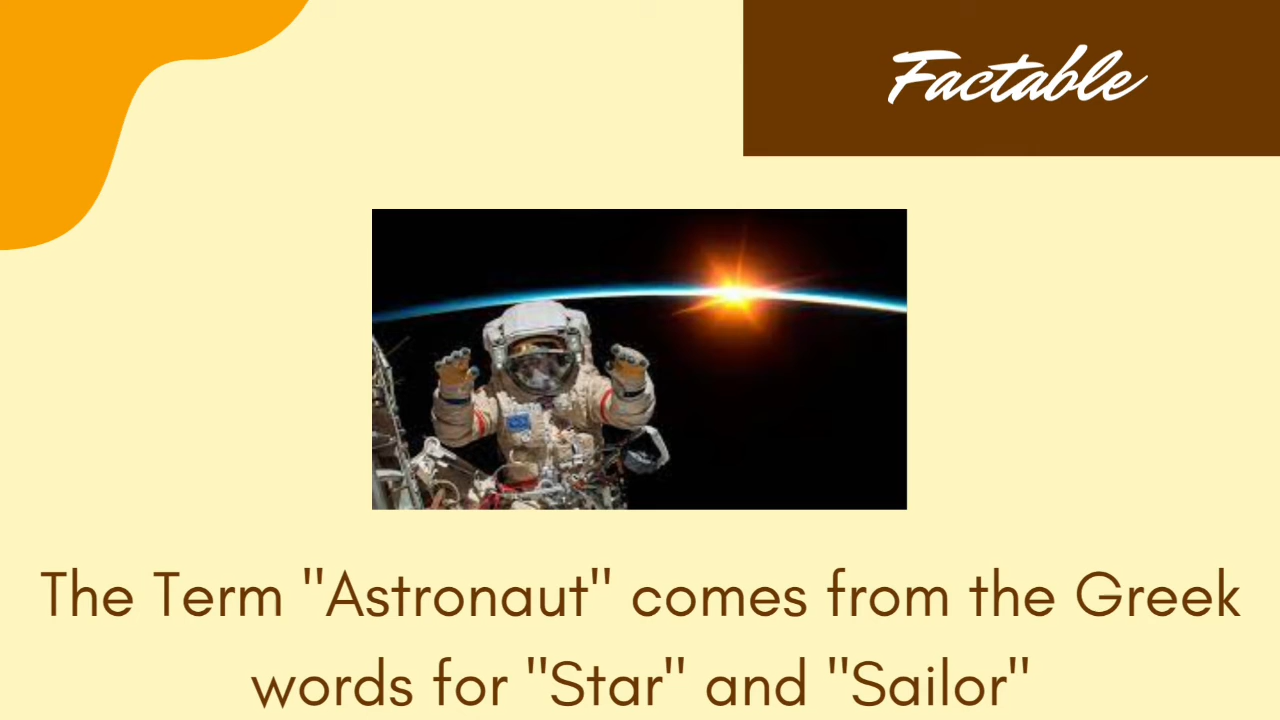 Factable
The Term "Astronaut" comes from the Greek
words for "Star" and "Sailor"